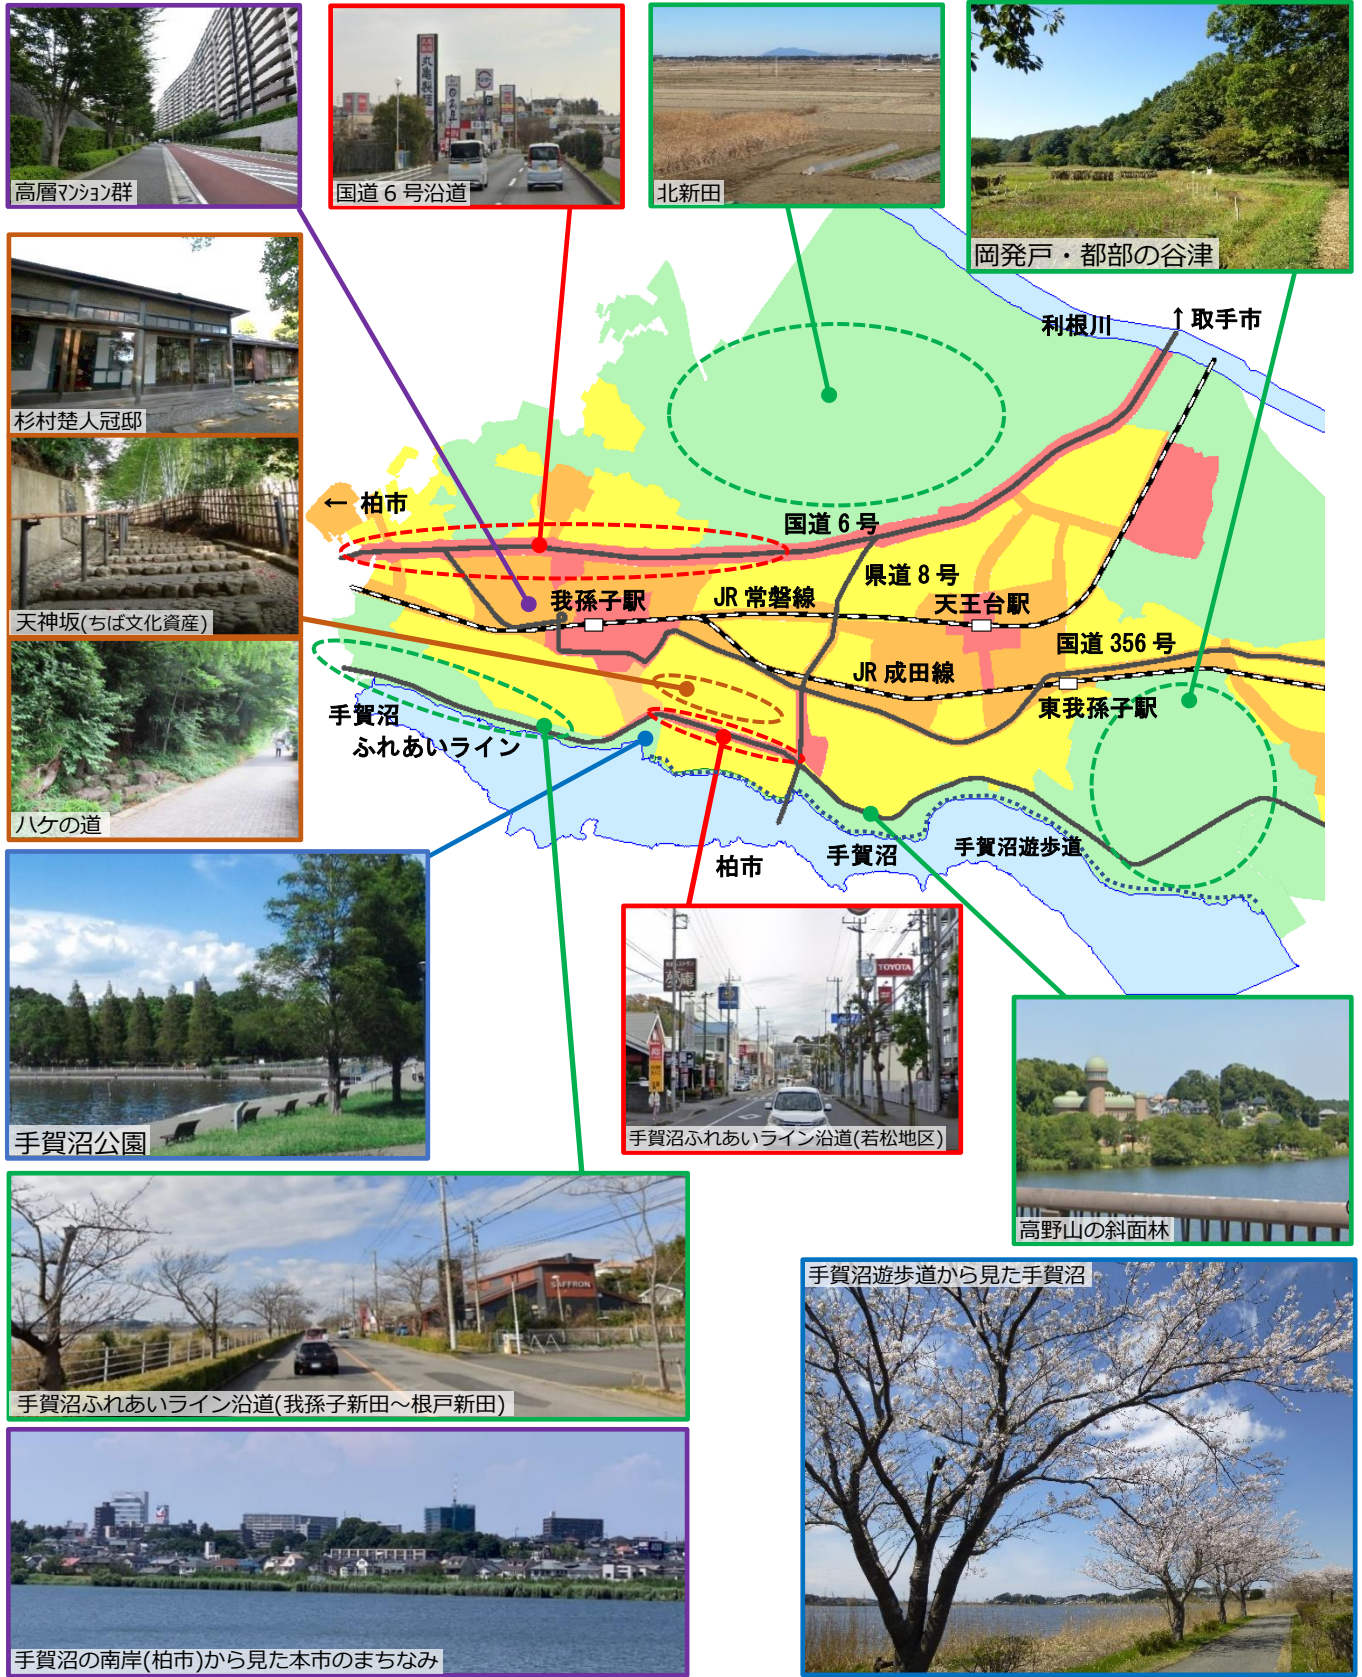 高層マンション群
丸亀製麺
国道6号沿道
北新田
岡発戸・都部の谷津
杉村楚人冠邸
天神坂(ちば文化資産)
ハケの道
利根川
↑取手市
← 柏市
国道6号
県道8号
我孫子駅
JR 常磐線
天王台駅
国道 356 号
JR 成田線
東我孫子駅
手賀沼
ふれあいライン
柏市
手賀沼
手賀沼遊歩道
手賀沼公園
夢庵
TOYOTA
P
手賀沼ふれあいライン沿道(若松地区)
高野山の斜面林
SAFFRON
手賀沼ふれあいライン沿道(我孫子新田～根戸新田)
手賀沼遊歩道から見た手賀沼
手賀沼の南岸(柏市)から見た本市のまちなみ